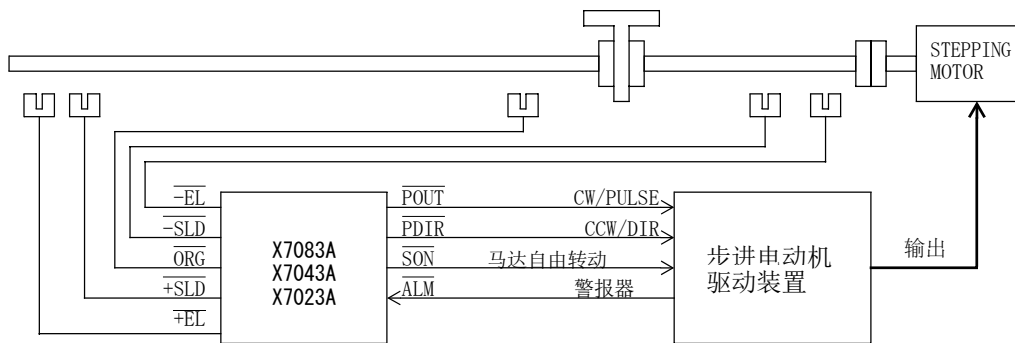 STEPPING
MOTOR
-EL
-SLD
ORG
+SLD
+EL
X7083A
X7043A
X7023A
POUT
PDIR
SON
ALM
CW/PULSE
CCW/DIR
马达自由转动
警报器
步进电动机
驱动装置
输出